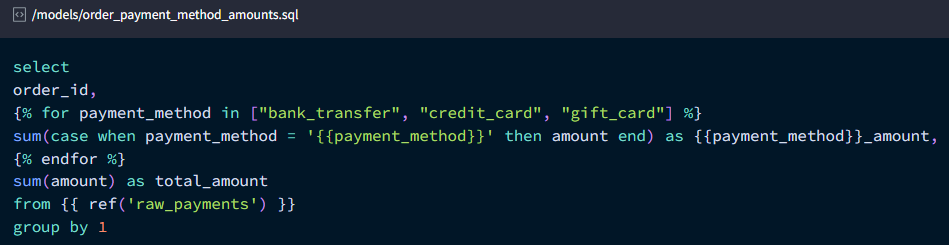 /models/order_payment_method_amounts.sql
select
order_id,
{% for payment_method in ["bank_transfer", "credit_card", "gift_card"] %}
sum(case when payment_method = '{{payment_method}}' then amount end) as {{payment_method}}_amount,
{% endfor %}
sum(amount) as total_amount
from {{ ref('raw_payments') }}
group by 1